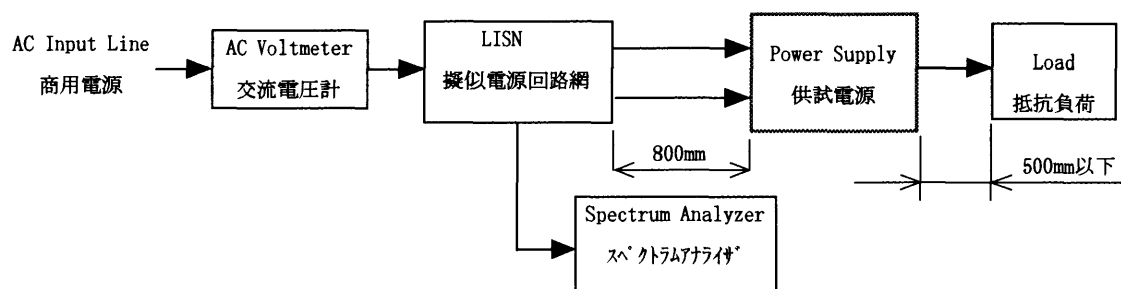 AC Input Line
商用電源
AC Voltmeter
交流電圧計
LISN
擬似電源回路網
Power Supply
供試電源
Load
抵抗負荷
800mm
500mm以下
Spectrum Analyzer
ｽﾍﾟｸﾄﾗﾑｱﾅﾗｲｻﾞ